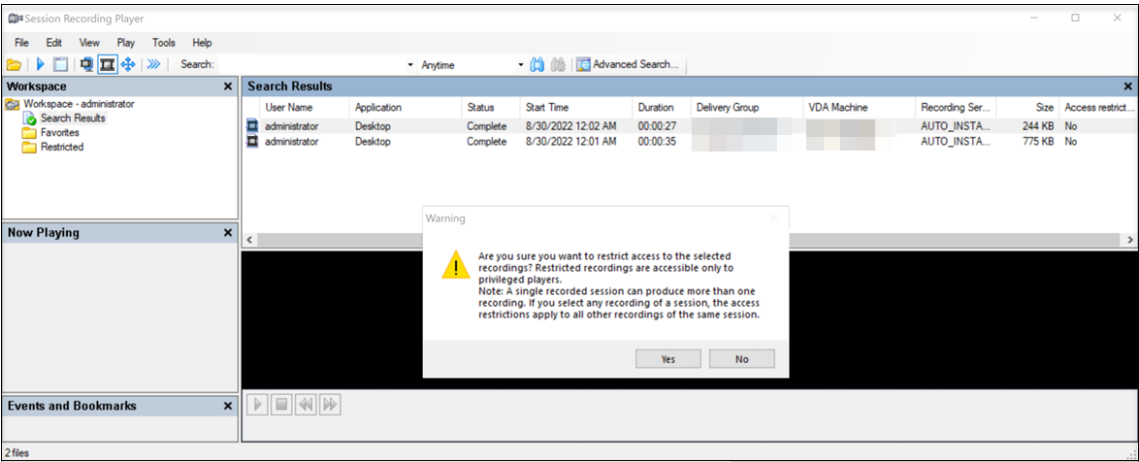 Session Recording Player
File Edit View Play Tools Help
Search: Anytime Advanced Search...
Workspace
Workspace - administrator
Search Results
Favorites
Restricted
Search Results
User Name Application Status Start Time Duration Delivery Group VDA Machine Recording Ser... Size Access restrict...
administrator Desktop Complete 8/30/2022 12:02 AM 00:00:27 AUTO_INSTA... 244 KB No
administrator Desktop Complete 8/30/2022 12:01 AM 00:00:35 AUTO_INSTA... 775 KB No
Now Playing
Warning
Are you sure you want to restrict access to the selected
recordings? Restricted recordings are accessible only to
privileged players.
Note: A single recorded session can produce more than one
recording. If you select any recording of a session, the access
restrictions apply to all other recordings of the same session.
Yes No
Events and Bookmarks
2 files